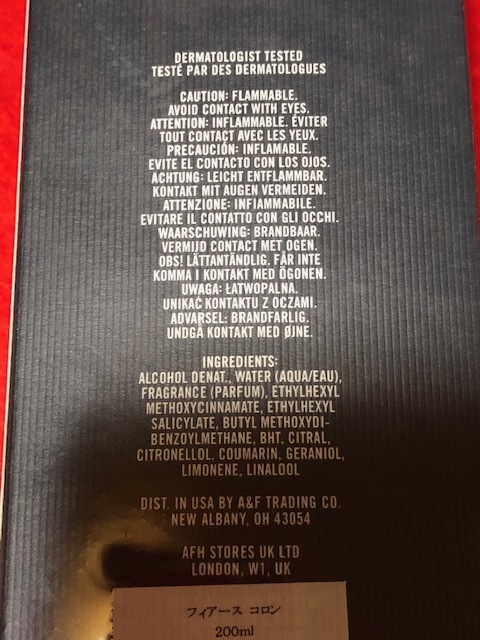 DERMATOLOGIST TESTED
TESTÉ PAR DES DERMATOLOGUES
CAUTION: FLAMMABLE.
AVOID CONTACT WITH EYES.
ATTENTION: INFLAMMABLE. ÉVITER
TOUT CONTACT AVEC LES YEUX.
PRECAUCIÓN: INFLAMABLE.
EVITE EL CONTACTO CON LOS OJOS.
ACHTUNG: LEICHT ENTFLAMMBAR.
KONTAKT MIT AUGEN VERMEIDEN.
ATTENZIONE: INFIAMMABILE.
EVITARE IL CONTATTO CON GLI OCCHI.
WAARSCHUWING: BRANDBAAR.
VERMIJD CONTACT MET OGEN.
OBS! LÄTTANTÄNDLIG. FÅR INTE
KOMMA I KONTAKT MED ÖGONEN.
UWAGA: ŁATWOPALNA.
UNIKAĆ KONTAKTU Z OCZAMI.
ADVARSEL: BRANDFARLIG.
UNDGÅ KONTAKT MED ØJNE.
INGREDIENTS:
ALCOHOL DENAT., WATER (AQUA/EAU),
FRAGRANCE (PARFUM), ETHYLHEXYL
METHOXYCINNAMATE, ETHYLHEXYL
SALICYLATE, BUTYL METHOXYDI-
BENZOYLMETHANE, BHT, CITRAL,
CITRONELLOL, COUMARIN, GERANIOL,
LIMONENE, LINALOOL
DIST. IN USA BY A&F TRADING CO.
NEW ALBANY, OH 43054
AFH STORES UK LTD
LONDON, W1, UK
フィアース コロン
200ml